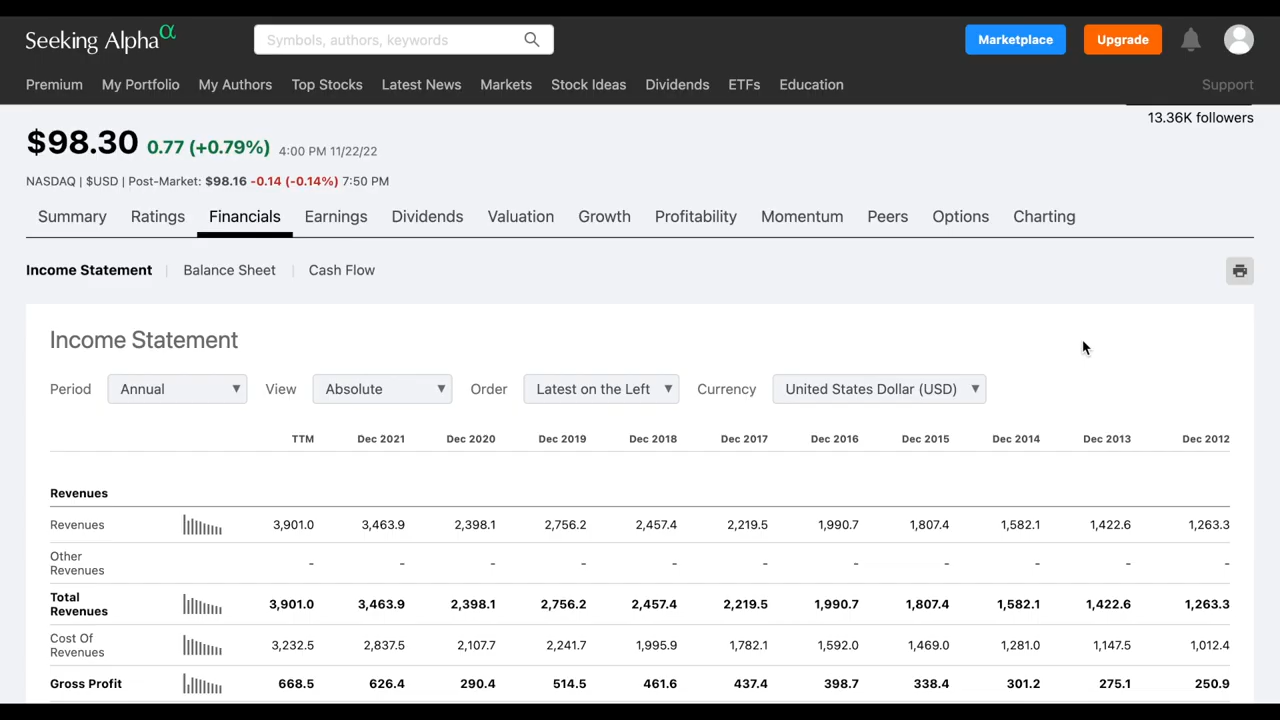 Seeking Alpha α
Symbols, authors, keywords
Marketplace
Upgrade
Premium My Portfolio My Authors Top Stocks Latest News Markets Stock Ideas Dividends ETFs Education Support
13.36K followers
$98.30 0.77 (+0.79%) 4:00 PM 11/22/22
NASDAQ | $USD | Post-Market: $98.16 -0.14 (-0.14%) 7:50 PM
Summary Ratings Financials Earnings Dividends Valuation Growth Profitability Momentum Peers Options Charting
Income Statement | Balance Sheet | Cash Flow
Income Statement
Period Annual View Absolute Order Latest on the Left Currency United States Dollar (USD)
TTM Dec 2021 Dec 2020 Dec 2019 Dec 2018 Dec 2017 Dec 2016 Dec 2015 Dec 2014 Dec 2013 Dec 2012
Revenues
Revenues 3,901.0 3,463.9 2,398.1 2,756.2 2,457.4 2,219.5 1,990.7 1,807.4 1,582.1 1,422.6 1,263.3
Other
Revenues - - - - - - - - - - -
Total
Revenues 3,901.0 3,463.9 2,398.1 2,756.2 2,457.4 2,219.5 1,990.7 1,807.4 1,582.1 1,422.6 1,263.3
Cost Of
Revenues 3,232.5 2,837.5 2,107.7 2,241.7 1,995.9 1,782.1 1,592.0 1,469.0 1,281.0 1,147.5 1,012.4
Gross Profit 668.5 626.4 290.4 514.5 461.6 437.4 398.7 338.4 301.2 275.1 250.9